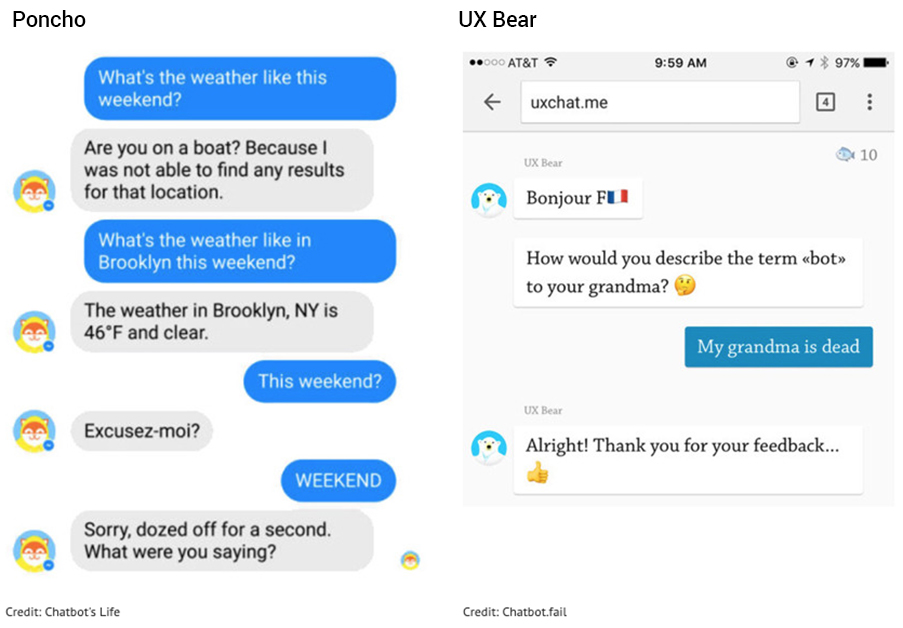 Poncho
What's the weather like this
weekend?
Are you on a boat? Because I
was not able to find any results
for that location.
What's the weather like in
Brooklyn this weekend?
The weather in Brooklyn, NY is
46°F and clear.
This weekend?
Excusez-moi?
WEEKEND
Sorry, dozed off for a second.
What were you saying?
Credit: Chatbot's Life
UX Bear
AT&T 9:59 AM 97%
uxchat.me 4
10
UX Bear
Bonjour F🇫🇷
How would you describe the term «bot»
to your grandma? 🤔
My grandma is dead
UX Bear
Alright! Thank you for your feedback...
👍
Credit: Chatbot.fail